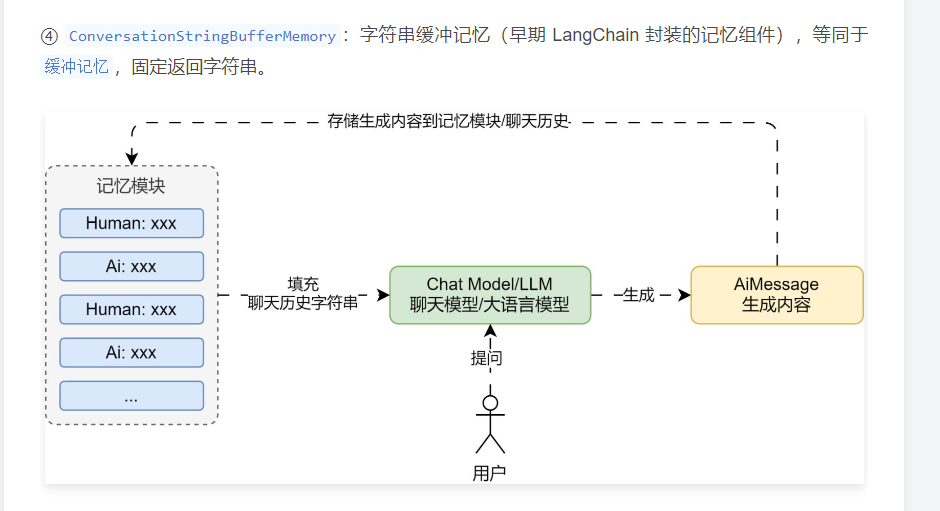 ④ ConversationStringBufferMemory：字符串缓冲记忆（早期 LangChain 封装的记忆组件），等同于
缓冲记忆，固定返回字符串。
存储生成内容到记忆模块/聊天历史
记忆模块
Human: xxx
Ai: xxx
Human: xxx
Ai: xxx
...
填充
聊天历史字符串
Chat Model/LLM
聊天模型/大语言模型
生成
AiMessage
生成内容
提问
用户